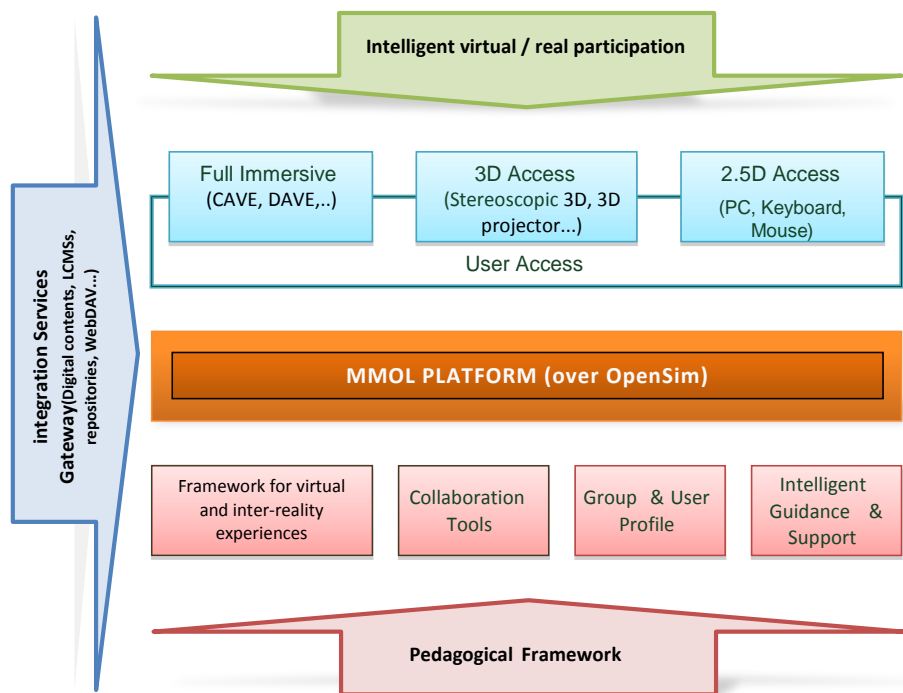 Intelligent virtual / real participation
integration Services
Gateway(Digital contents, LCMSs,
repositories, WebDAV...)
Full Immersive
(CAVE, DAVE,..)
3D Access
(Stereoscopic 3D, 3D
projector...)
2.5D Access
(PC, Keyboard,
Mouse)
User Access
MMOL PLATFORM (over OpenSim)
Framework for virtual
and inter-reality
experiences
Collaboration
Tools
Group & User
Profile
Intelligent
Guidance &
Support
Pedagogical Framework